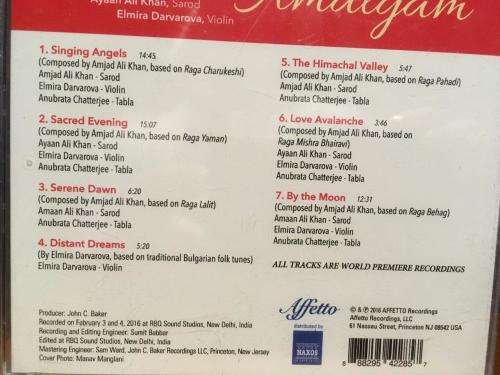 Ayaan Ali Khan, Sarod
Elmira Darvarova, Violin
Amalgam
1. Singing Angels 14:45
(Composed by Amjad Ali Khan, based on Raga Charukeshi)
Amjad Ali Khan - Sarod
Elmira Darvarova - Violin
Anubrata Chatterjee - Tabla
2. Sacred Evening 15:07
(Composed by Amjad Ali Khan, based on Raga Yaman)
Ayaan Ali Khan - Sarod
Elmira Darvarova - Violin
Anubrata Chatterjee - Tabla
3. Serene Dawn 6:20
(Composed by Amjad Ali Khan, based on Raga Lalit)
Amaan Ali Khan - Sarod
Elmira Darvarova - Violin
4. Distant Dreams 5:20
(By Elmira Darvarova, based on traditional Bulgarian folk tunes)
Elmira Darvarova - Violin
5. The Himachal Valley 5:47
(Composed by Amjad Ali Khan, based on Raga Pahadi)
Amjad Ali Khan - Sarod
Anubrata Chatterjee - Tabla
6. Love Avalanche 3:46
(Composed by Amjad Ali Khan, based on
Raga Mishra Bhairavi)
Ayaan Ali Khan - Sarod
Elmira Darvarova - Violin
Anubrata Chatterjee - Tabla
7. By the Moon 12:31
(Composed by Amjad Ali Khan, based on Raga Behag)
Amaan Ali Khan - Sarod
Elmira Darvarova - Violin
Anubrata Chatterjee - Tabla
ALL TRACKS ARE WORLD PREMIERE RECORDINGS
Producer: John C. Baker
Recorded on February 3 and 4, 2016 at RBO Sound Studios, New Delhi, India
Recording and Editing Engineer: Sumit Bobber
Edited at RBO Sound Studios, New Delhi, India
Mastering Engineer: Sam Ward, John C. Baker Recordings LLC, Princeton, New Jersey
Cover Photo: Manav Manglani
Affetto
distributed by
NAXOS
© & ℗ 2016 AFFETTO Recordings
Affetto Recordings, LLC
61 Nassau Street, Princeton NJ 08542 USA
8 88295 42285 7